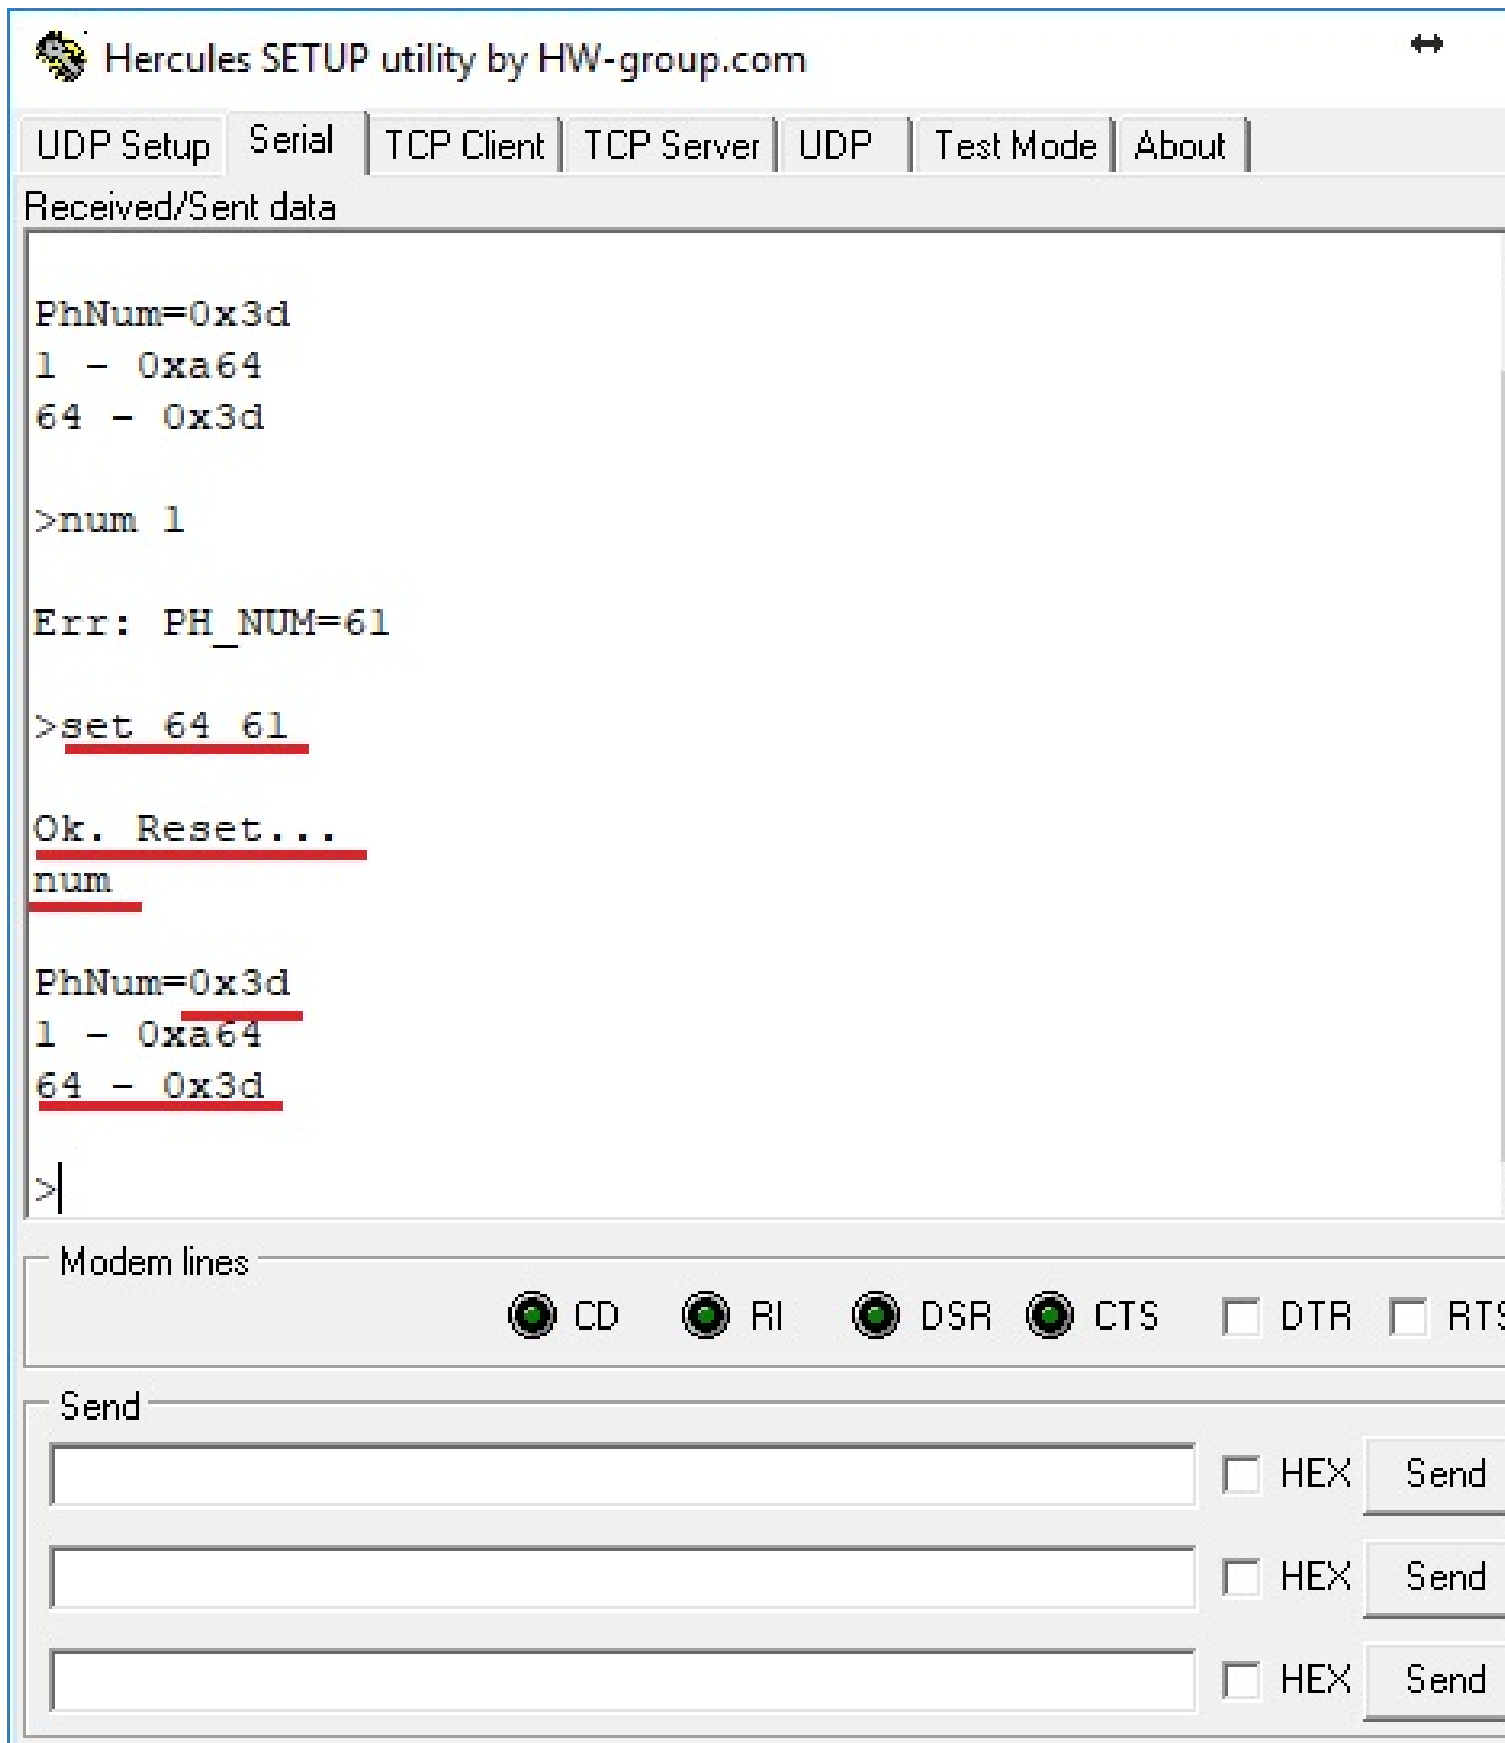 Hercules SETUP utility by HW-group.com
UDP Setup Serial TCP Client TCP Server UDP Test Mode About
Received/Sent data
PhNum=0x3d
1 - 0xa64
64 - 0x3d
>num 1
Err: PH_NUM=61
>set 64 61
Ok. Reset...
num
PhNum=0x3d
1 - 0xa64
64 - 0x3d
>
Modem lines
CD RI DSR CTS DTR RTS
Send
HEX Send
HEX Send
HEX Send